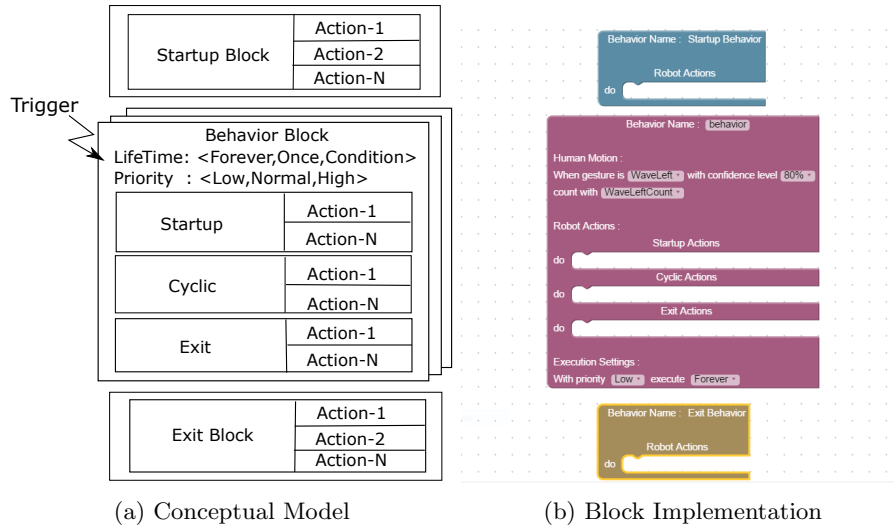 Startup Block
Action-1
Action-2
Action-N
Trigger
Behavior Block
LifeTime: <Forever,Once,Condition>
Priority : <Low,Normal,High>
Startup
Action-1
Action-N
Cyclic
Action-1
Action-N
Exit
Action-1
Action-N
Exit Block
Action-1
Action-2
Action-N
(a) Conceptual Model
Behavior Name : Startup Behavior
Robot Actions
do
Behavior Name : behavior
Human Motion :
When gesture is WaveLeft with confidence level 80%
count with WaveLeftCount
Robot Actions :
Startup Actions
do
Cyclic Actions
do
Exit Actions
do
Execution Settings :
With priority Low execute Forever
Behavior Name : Exit Behavior
Robot Actions
do
(b) Block Implementation